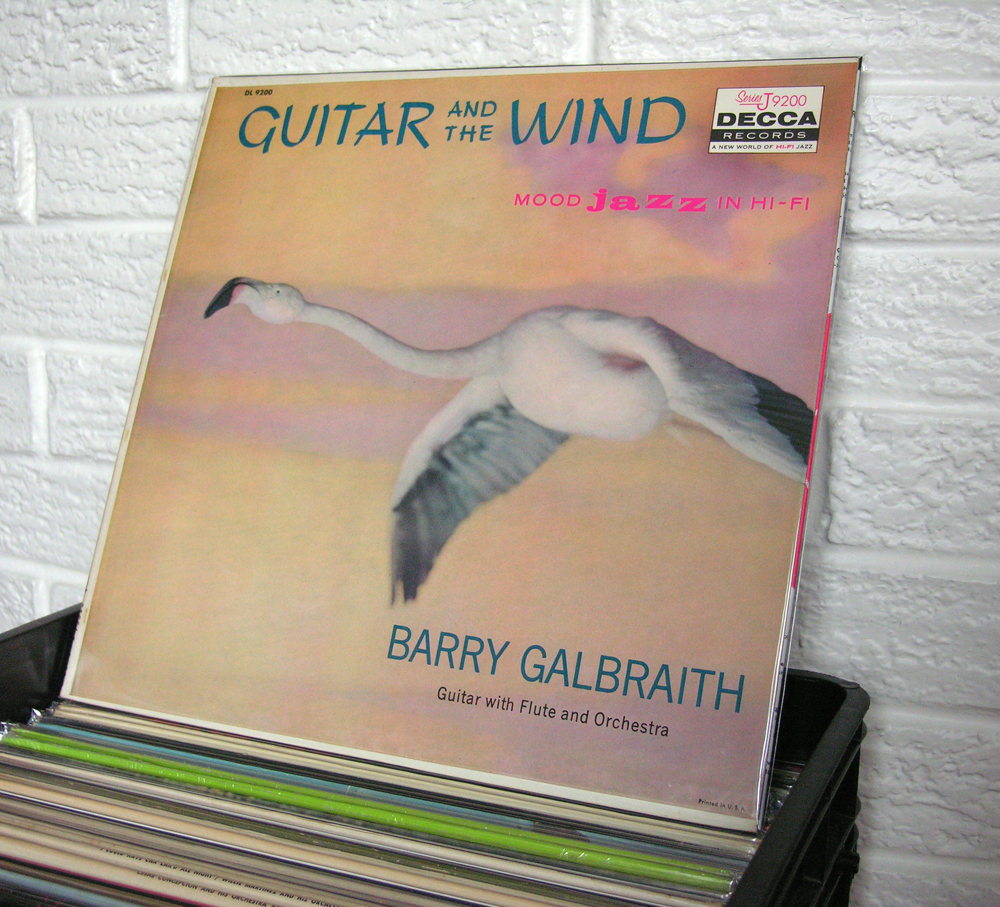 DL 9200
GUITAR AND THE WIND
Series J 9200
DECCA
RECORDS
A NEW WORLD OF HI-FI JAZZ
MOOD jazz IN HI-FI
BARRY GALBRAITH
Guitar with Flute and Orchestra
Printed in U.S.A.